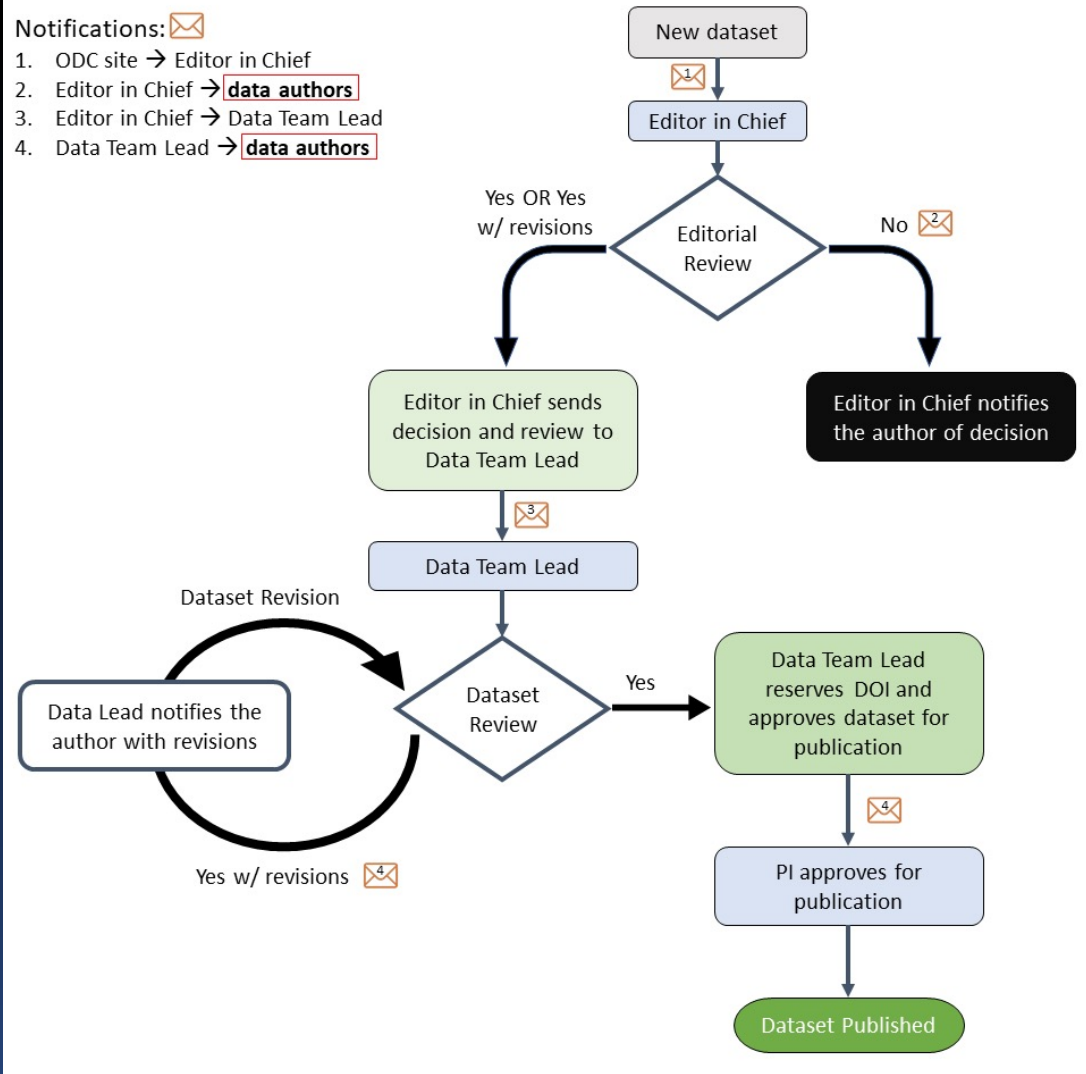 Notifications:
1. ODC site → Editor in Chief
2. Editor in Chief → data authors
3. Editor in Chief → Data Team Lead
4. Data Team Lead → data authors
New dataset
1
Editor in Chief
Editorial
Review
Yes OR Yes
w/ revisions
No 2
Editor in Chief sends
decision and review to
Data Team Lead
Editor in Chief notifies
the author of decision
3
Data Team Lead
Dataset Revision
Dataset
Review
Data Lead notifies the
author with revisions
Yes w/ revisions 4
Yes
Data Team Lead
reserves DOI and
approves dataset for
publication
4
PI approves for
publication
Dataset Published